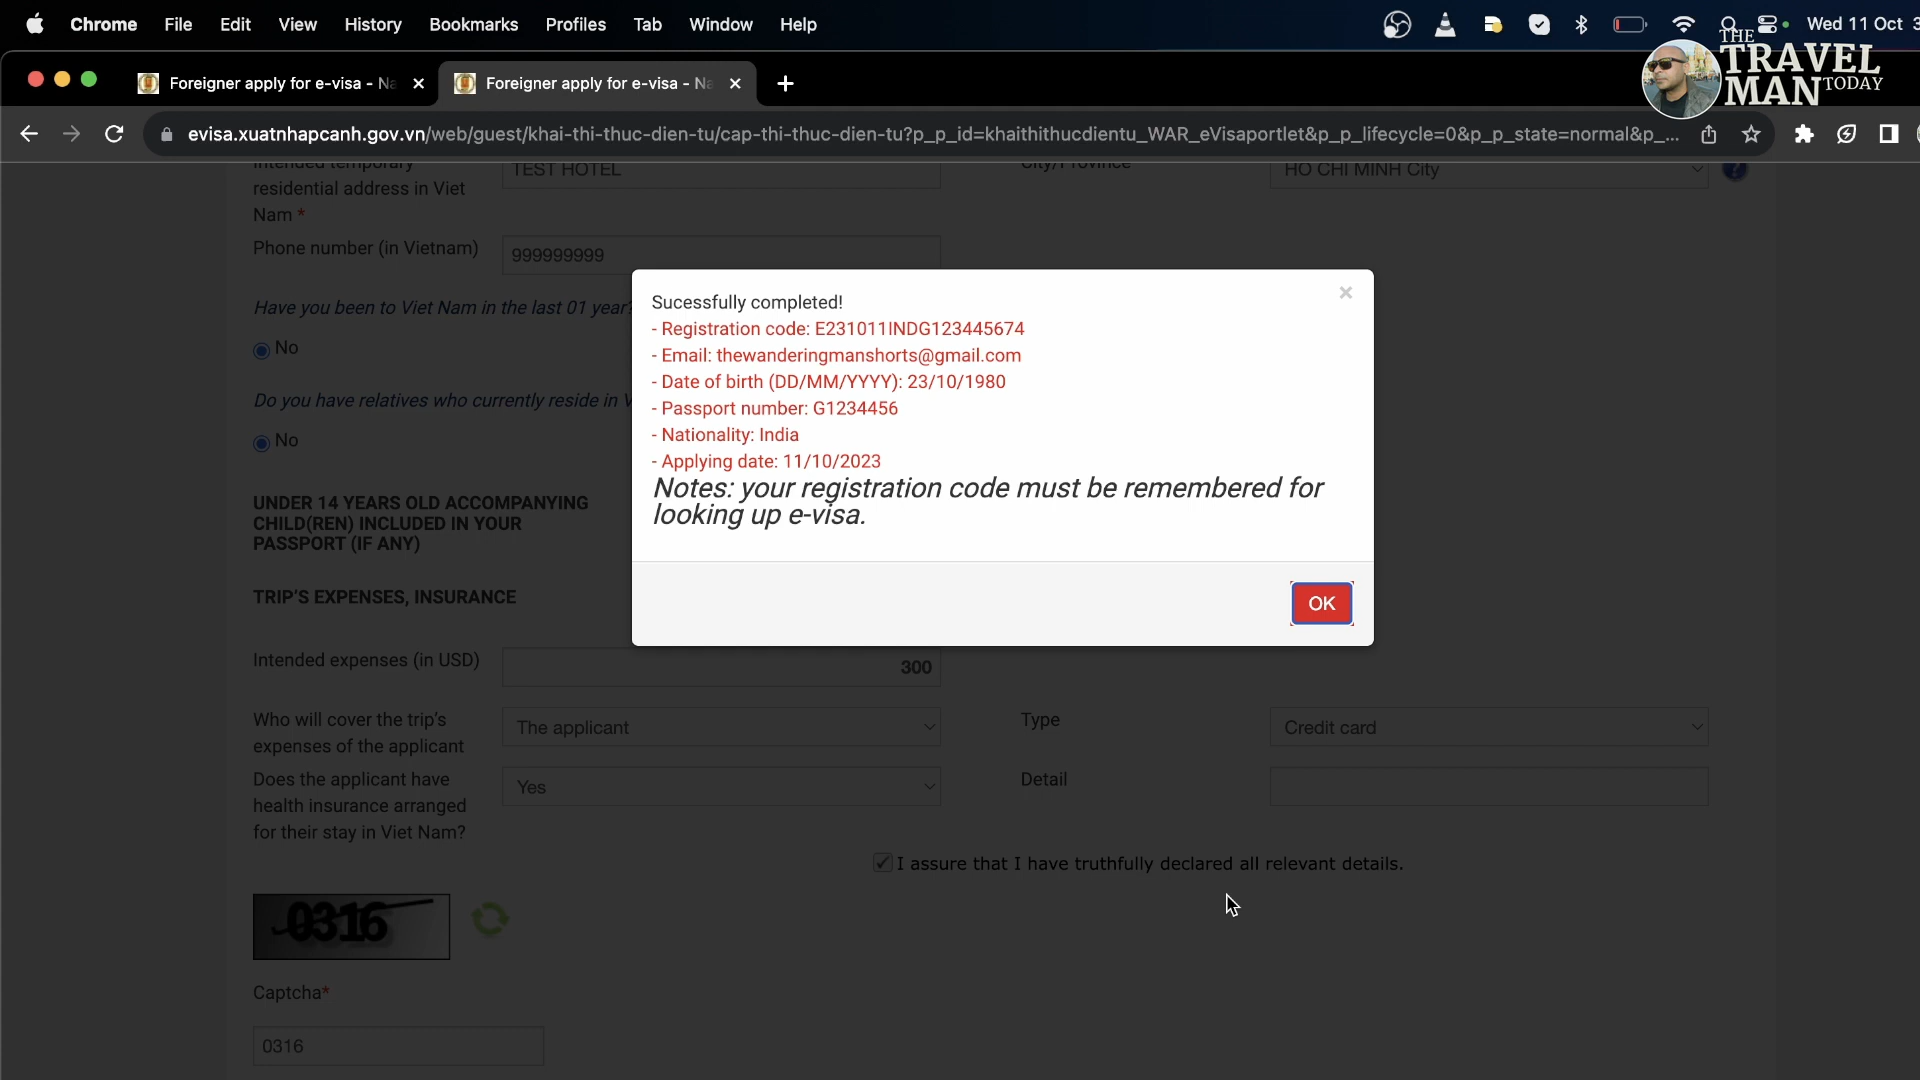 Chrome File Edit View History Bookmarks Profiles Tab Window Help
Wed 11 Oct
THE
TRAVEL
MAN TODAY
Foreigner apply for e-visa - Na
Foreigner apply for e-visa - Na
evisa.xuatnhapcanh.gov.vn/web/guest/khai-thi-thuc-dien-tu/cap-thi-thuc-dien-tu?p_p_id=khaithithucdientu_WAR_eVisaportlet&p_p_lifecycle=0&p_p_state=normal&p_...
Intended temporary
residential address in Viet
Nam *
TEST HOTEL
City/Province
HO CHI MINH City
?
Phone number (in Vietnam)
999999999
Have you been to Viet Nam in the last 01 year?
No
Do you have relatives who currently reside in V
No
UNDER 14 YEARS OLD ACCOMPANYING
CHILD(REN) INCLUDED IN YOUR
PASSPORT (IF ANY)
TRIP'S EXPENSES, INSURANCE
Sucessfully completed!
×
- Registration code: E231011INDG123445674
- Email: thewanderingmanshorts@gmail.com
- Date of birth (DD/MM/YYYY): 23/10/1980
- Passport number: G1234456
- Nationality: India
- Applying date: 11/10/2023
Notes: your registration code must be remembered for
looking up e-visa.
OK
Intended expenses (in USD)
300
Who will cover the trip's
expenses of the applicant
The applicant
Type
Credit card
Does the applicant have
health insurance arranged
for their stay in Viet Nam?
Yes
Detail
I assure that I have truthfully declared all relevant details.
0316
Captcha*
0316